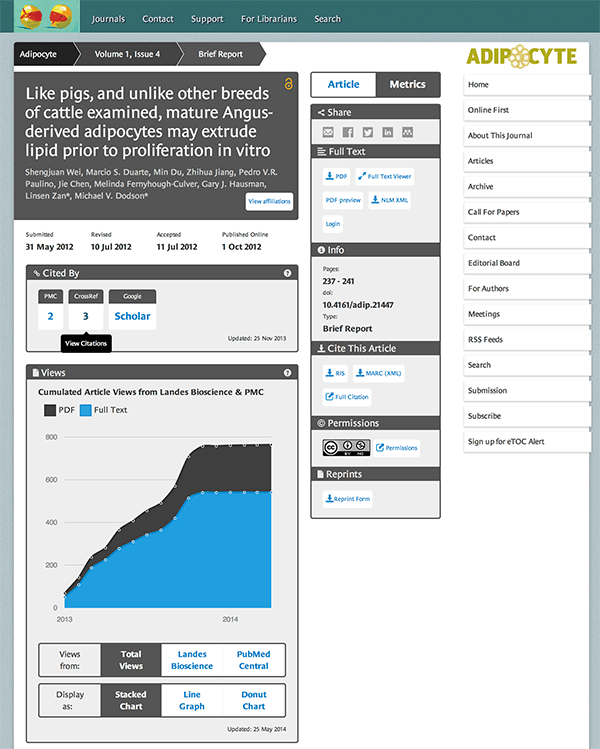 Journals Contact Support For Librarians Search
Adipocyte Volume 1, Issue 4 Brief Report
Like pigs, and unlike other breeds
of cattle examined, mature Angus-
derived adipocytes may extrude
lipid prior to proliferation in vitro
Shengjuan Wei, Marcio S. Duarte, Min Du, Zhihua Jiang, Pedro V.R.
Paulino, Jie Chen, Melinda Fernyhough-Culver, Gary J. Hausman,
Linsen Zan*, Michael V. Dodson*
View affiliations
Submitted Revised Accepted Published Online
31 May 2012 10 Jul 2012 11 Jul 2012 1 Oct 2012
Cited By
PMC CrossRef Google
2 3 Scholar
View Citations
Updated: 25 Nov 2013
Views
Cumulated Article Views from Landes Bioscience & PMC
PDF Full Text
800
600
400
200
0
2013 2014
Views from: Total Views Landes Bioscience PubMed Central
Display as: Stacked Chart Line Graph Donut Chart
Updated: 25 May 2014
Article Metrics
Share
Full Text
PDF Full Text Viewer
PDF preview NLM XML
Login
Info
Pages:
237 - 241
doi:
10.4161/adip.21447
Type:
Brief Report
Cite This Article
RIS MARC (XML)
Full Citation
© Permissions
CC BY NC Permissions
Reprints
Reprint Form
ADIPOCYTE
Home
Online First
About This Journal
Articles
Archive
Call For Papers
Contact
Editorial Board
For Authors
Meetings
RSS Feeds
Search
Submission
Subscribe
Sign up for eTOC Alert